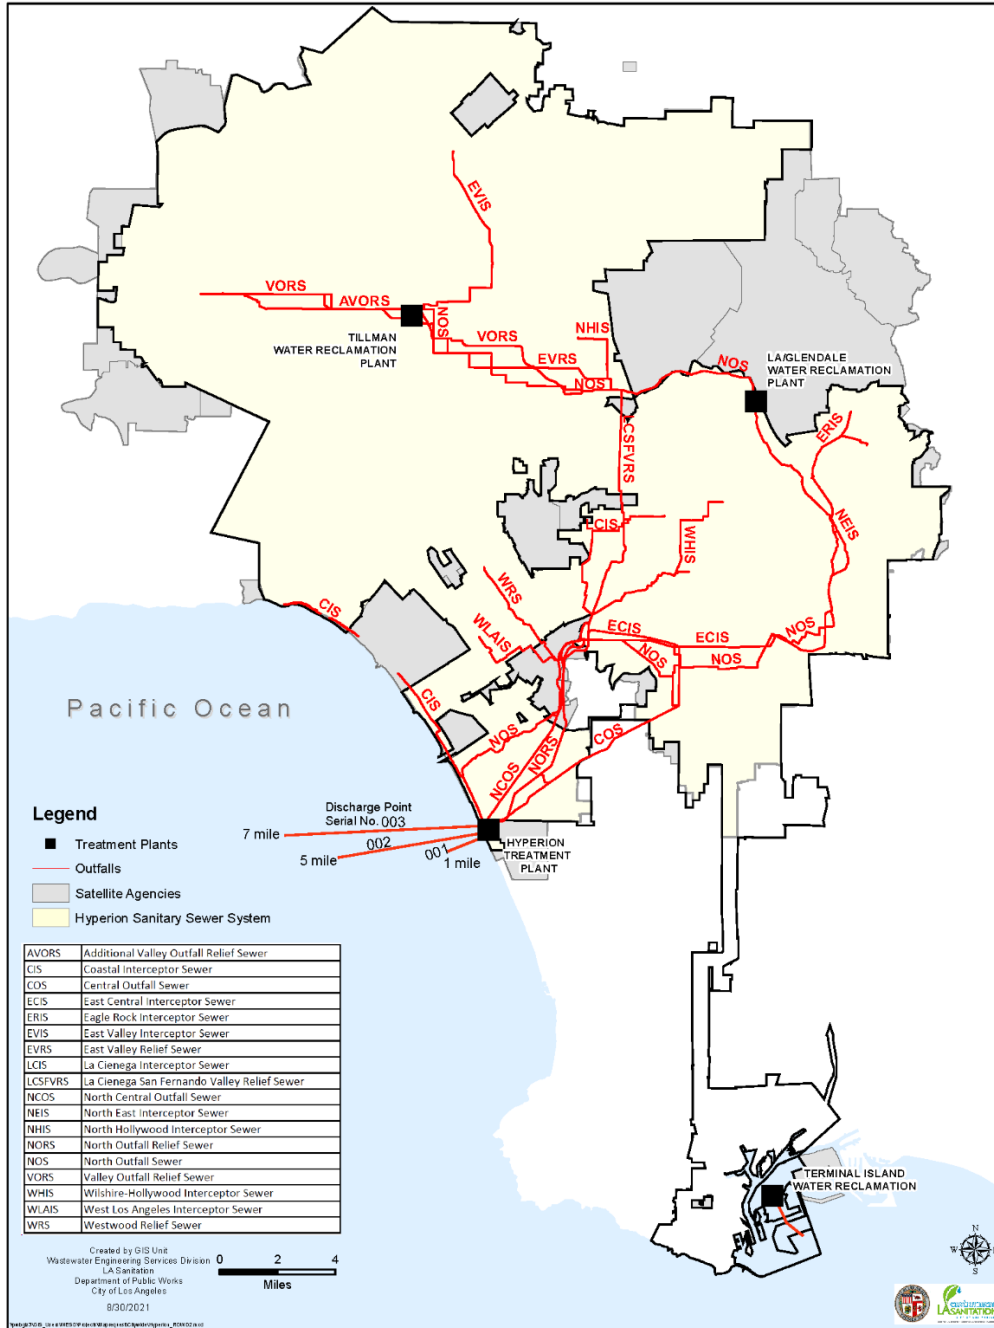 EVIS
VORS
AVORS
NOS
TILLMAN
WATER RECLAMATION
PLANT
VORS
NHIS
EVRS
NOS
NOS
LA/GLENDALE
WATER RECLAMATION
PLANT
LCSFVRS
ERIS
NEIS
CIS
WHIS
WRS
CIS
WLAIS
ECIS
ECIS
NOS
NOS
NOS
CIS
NOS
COS
NORS
NCOS
Pacific Ocean
Legend
Treatment Plants
Outfalls
Satellite Agencies
Hyperion Sanitary Sewer System
Discharge Point
Serial No. 003
7 mile
002
5 mile
001
1 mile
HYPERION
TREATMENT
PLANT
AVORS Additional Valley Outfall Relief Sewer
CIS Coastal Interceptor Sewer
COS Central Outfall Sewer
ECIS East Central Interceptor Sewer
ERIS Eagle Rock Interceptor Sewer
EVIS East Valley Interceptor Sewer
EVRS East Valley Relief Sewer
LCIS La Cienega Interceptor Sewer
LCSFVRS La Cienega San Fernando Valley Relief Sewer
NCOS North Central Outfall Sewer
NEIS North East Interceptor Sewer
NHIS North Hollywood Interceptor Sewer
NORS North Outfall Relief Sewer
NOS North Outfall Sewer
VORS Valley Outfall Relief Sewer
WHIS Wilshire-Hollywood Interceptor Sewer
WLAIS West Los Angeles Interceptor Sewer
WRS Westwood Relief Sewer
TERMINAL ISLAND
WATER RECLAMATION
Created by GIS Unit
Wastewater Engineering Services Division
LA Sanitation
Department of Public Works
City of Los Angeles
8/30/2021
0 2 4
Miles
N
W
S
LASANITATION